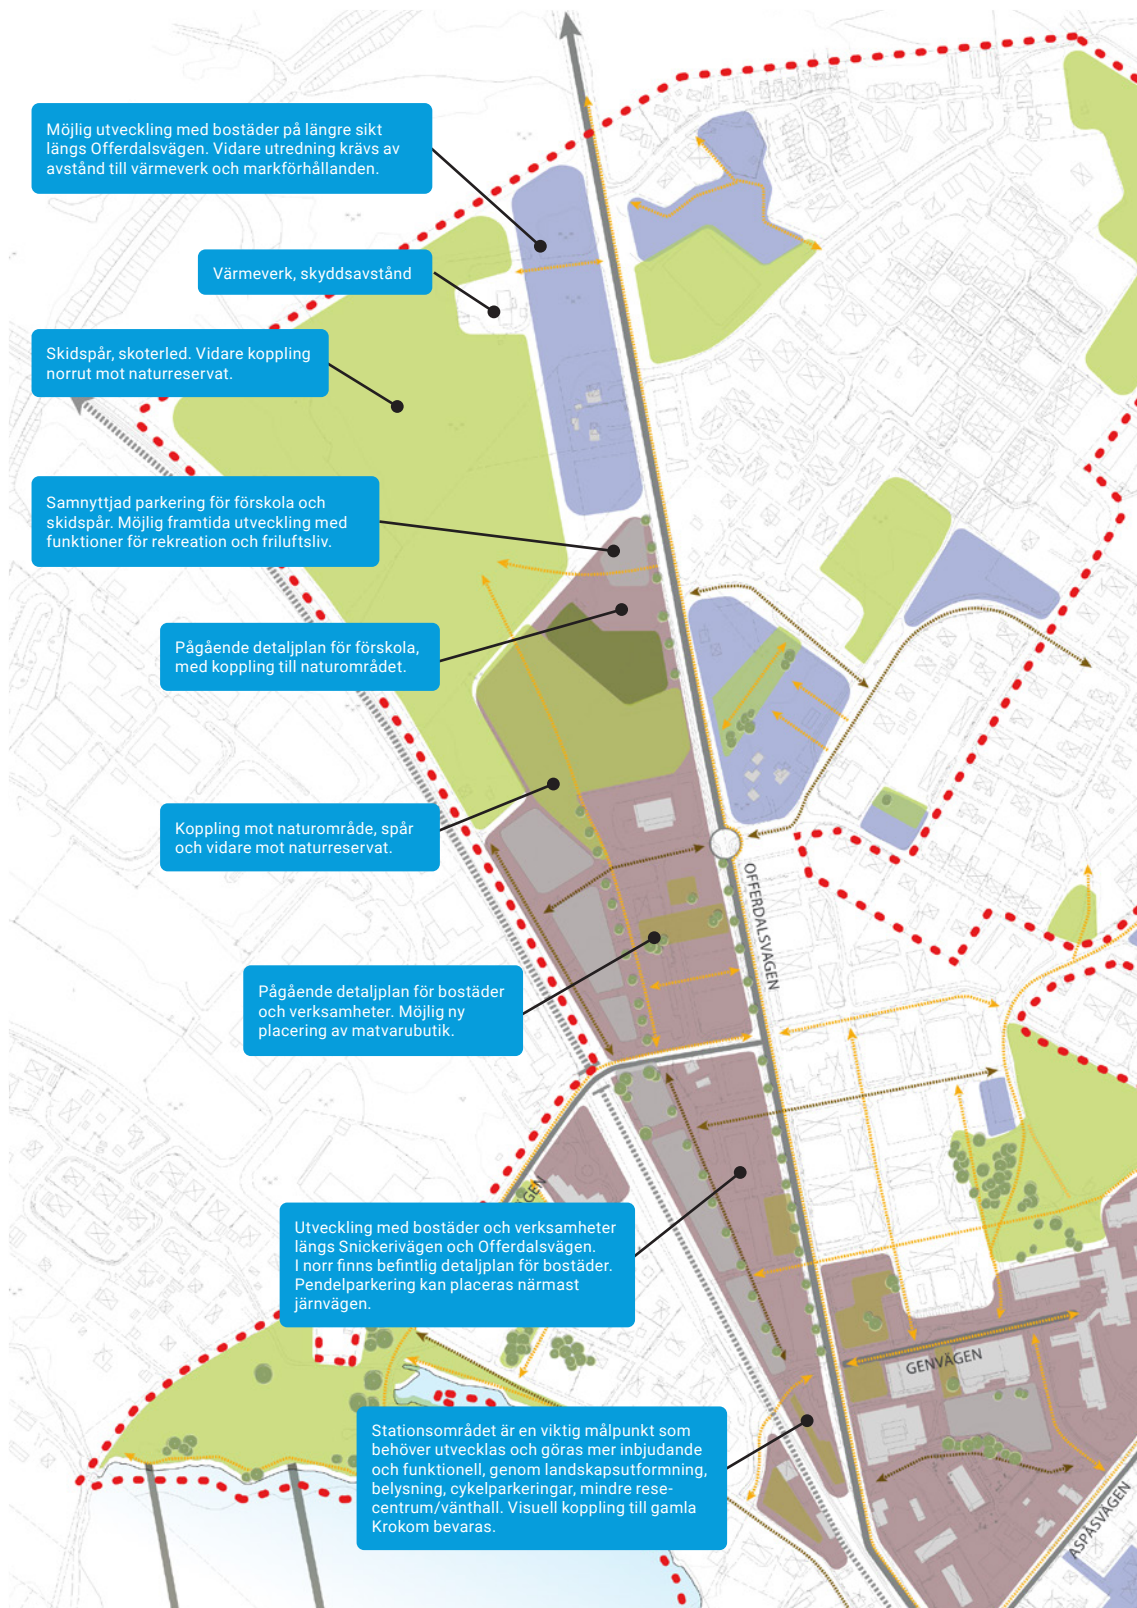 Möjlig utveckling med bostäder på längre sikt
längs Offerdalsvägen. Vidare utredning krävs av
avstånd till värmeverk och markförhållanden.
Värmeverk, skyddsavstånd
Skidspår, skoterled. Vidare koppling
norrut mot naturreservat.
Samnyttjad parkering för förskola och
skidspår. Möjlig framtida utveckling med
funktioner för rekreation och friluftsliv.
Pågående detaljplan för förskola,
med koppling till naturområdet.
Koppling mot naturområde, spår
och vidare mot naturreservat.
OFFERDALSVÄGEN
Pågående detaljplan för bostäder
och verksamheter. Möjlig ny
placering av matvarubutik.
VÄGEN
Utveckling med bostäder och verksamheter
längs Snickerivägen och Offerdalsvägen.
I norr finns befintlig detaljplan för bostäder.
Pendelparkering kan placeras närmast
järnvägen.
GENVÄGEN
Stationsområdet är en viktig målpunkt som
behöver utvecklas och göras mer inbjudande
och funktionell, genom landskapsutformning,
belysning, cykelparkeringar, mindre rese-
centrum/vänthall. Visuell koppling till gamla
Krokom bevaras.
ASPÅSVÄGEN